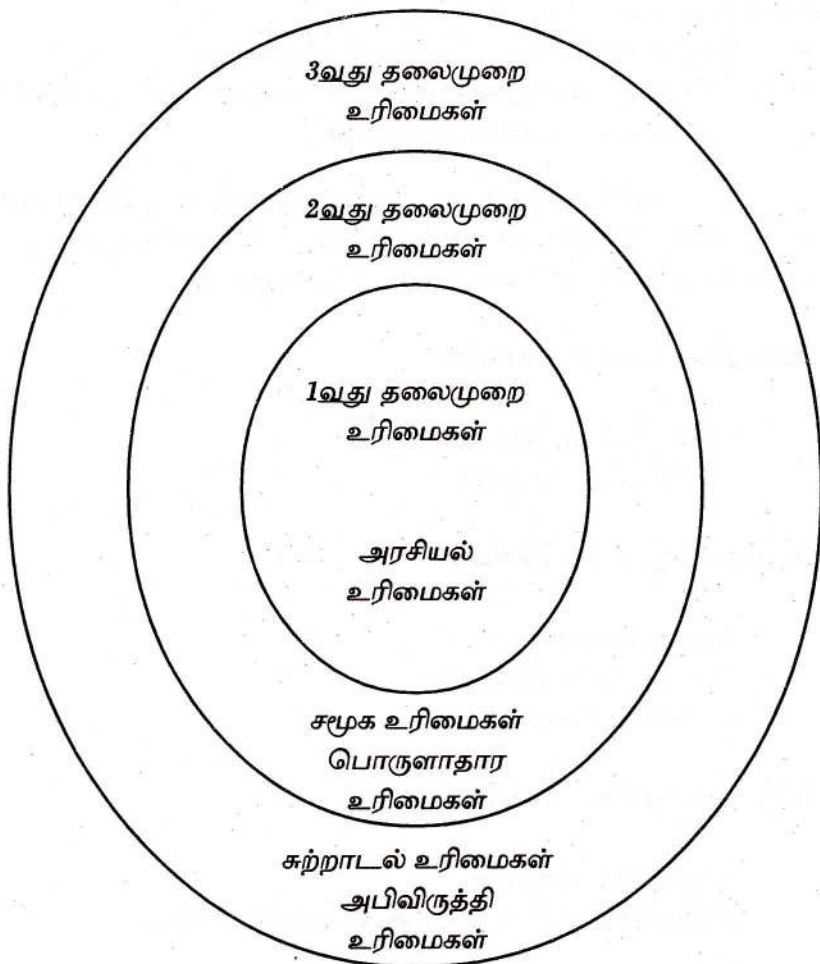 3வது தலைமுறை
உரிமைகள்
2வது தலைமுறை
உரிமைகள்
1வது தலைமுறை
உரிமைகள்
அரசியல்
உரிமைகள்
சமூக உரிமைகள்
பொருளாதார
உரிமைகள்
சுற்றாடல் உரிமைகள்
அபிவிருத்தி
உரிமைகள்